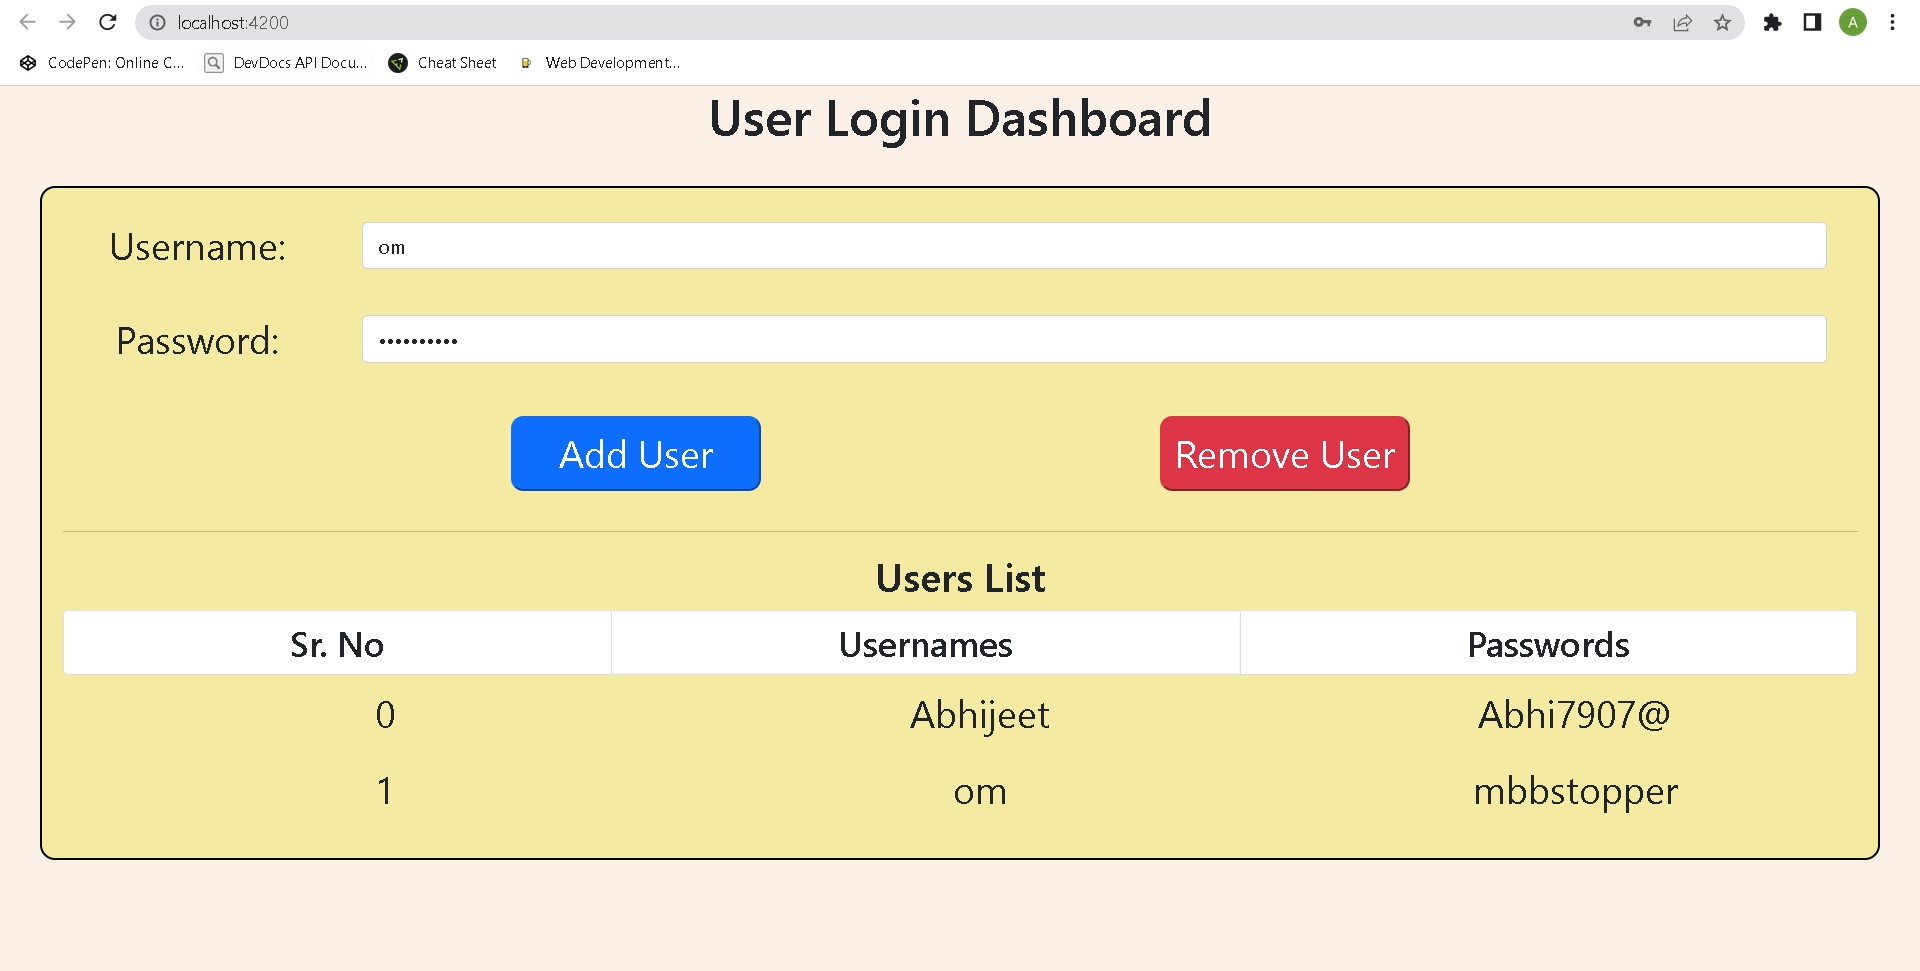 localhost:4200
A
CodePen: Online C... DevDocs API Docu... Cheat Sheet Web Development...
User Login Dashboard
Username: om
Password: ••••••••••
Add User Remove User
Users List
Sr. No Usernames Passwords
0 Abhijeet Abhi7907@
1 om mbbstopper